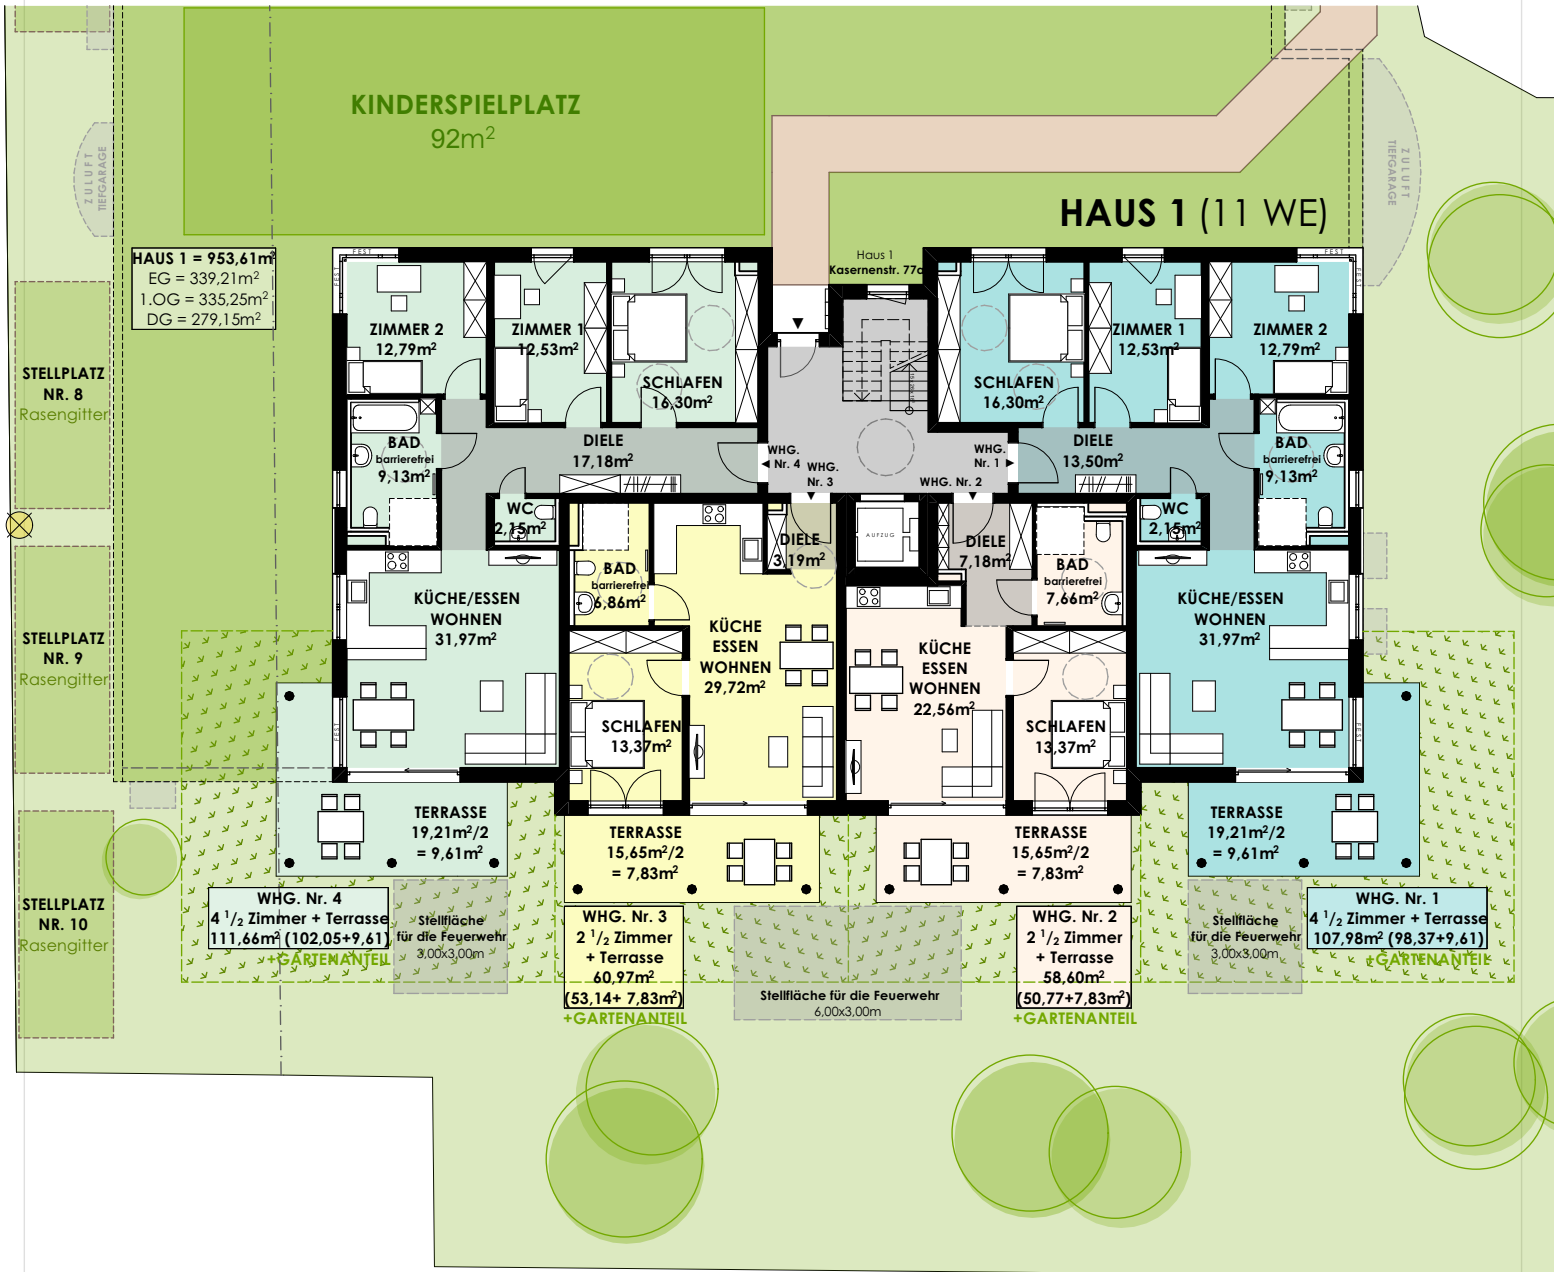 KINDERSPIELPLATZ
92m²
ZULUFT
TIEFGARAGE
ZULUFT
TIEFGARAGE
HAUS 1 (11 WE)
HAUS 1 = 953,61m²
EG = 339,21m²
1.OG = 335,25m²
DG = 279,15m²
Haus 1
Kasernenstr. 77a
FEST
FEST
FEST
FEST
ZIMMER 2
12,79m²
ZIMMER 1
12,53m²
SCHLAFEN
16,30m²
SCHLAFEN
16,30m²
ZIMMER 1
12,53m²
ZIMMER 2
12,79m²
STELLPLATZ
NR. 8
Rasengitter
BAD
barrierefrei
9,13m²
DIELE
17,18m²
WHG.
Nr. 4
WHG.
Nr. 3
WHG.
Nr. 1
WHG. Nr. 2
DIELE
13,50m²
BAD
barrierefrei
9,13m²
WC
2,15m²
WC
2,15m²
AUFZUG
DIELE
3,19m²
DIELE
7,18m²
BAD
barrierefrei
6,86m²
BAD
barrierefrei
7,66m²
STELLPLATZ
NR. 9
Rasengitter
KÜCHE/ESSEN
WOHNEN
31,97m²
KÜCHE
ESSEN
WOHNEN
29,72m²
KÜCHE
ESSEN
WOHNEN
22,56m²
KÜCHE/ESSEN
WOHNEN
31,97m²
SCHLAFEN
13,37m²
SCHLAFEN
13,37m²
FEST
FEST
TERRASSE
19,21m²/2
= 9,61m²
TERRASSE
15,65m²/2
= 7,83m²
TERRASSE
15,65m²/2
= 7,83m²
TERRASSE
19,21m²/2
= 9,61m²
STELLPLATZ
NR. 10
Rasengitter
WHG. Nr. 4
4 ¹/₂ Zimmer + Terrasse
111,66m² (102,05+9,61)
+GARTENANTEIL
Stellfläche
für die Feuerwehr
3,00x3,00m
WHG. Nr. 3
2 ¹/₂ Zimmer
+ Terrasse
60,97m²
(53,14+ 7,83m²)
+GARTENANTEIL
Stellfläche für die Feuerwehr
6,00x3,00m
WHG. Nr. 2
2 ¹/₂ Zimmer
+ Terrasse
58,60m²
(50,77+7,83m²)
+GARTENANTEIL
Stellfläche
für die Feuerwehr
3,00x3,00m
WHG. Nr. 1
4 ¹/₂ Zimmer + Terrasse
107,98m² (98,37+9,61)
+GARTENANTEIL